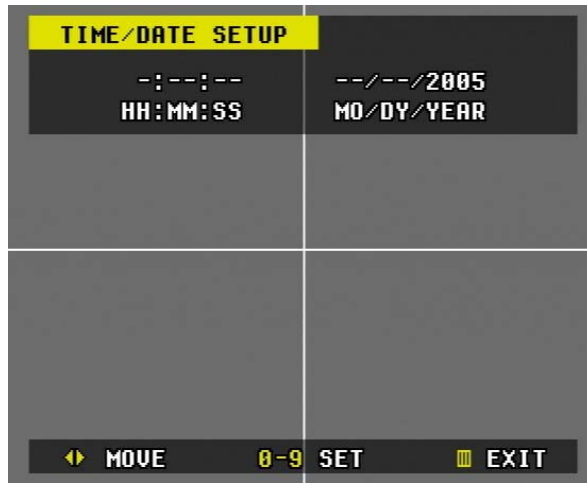 TIME/DATE SETUP
-:--:-- --/--/2005
HH:MM:SS MO/DY/YEAR
MOVE 0-9 SET EXIT